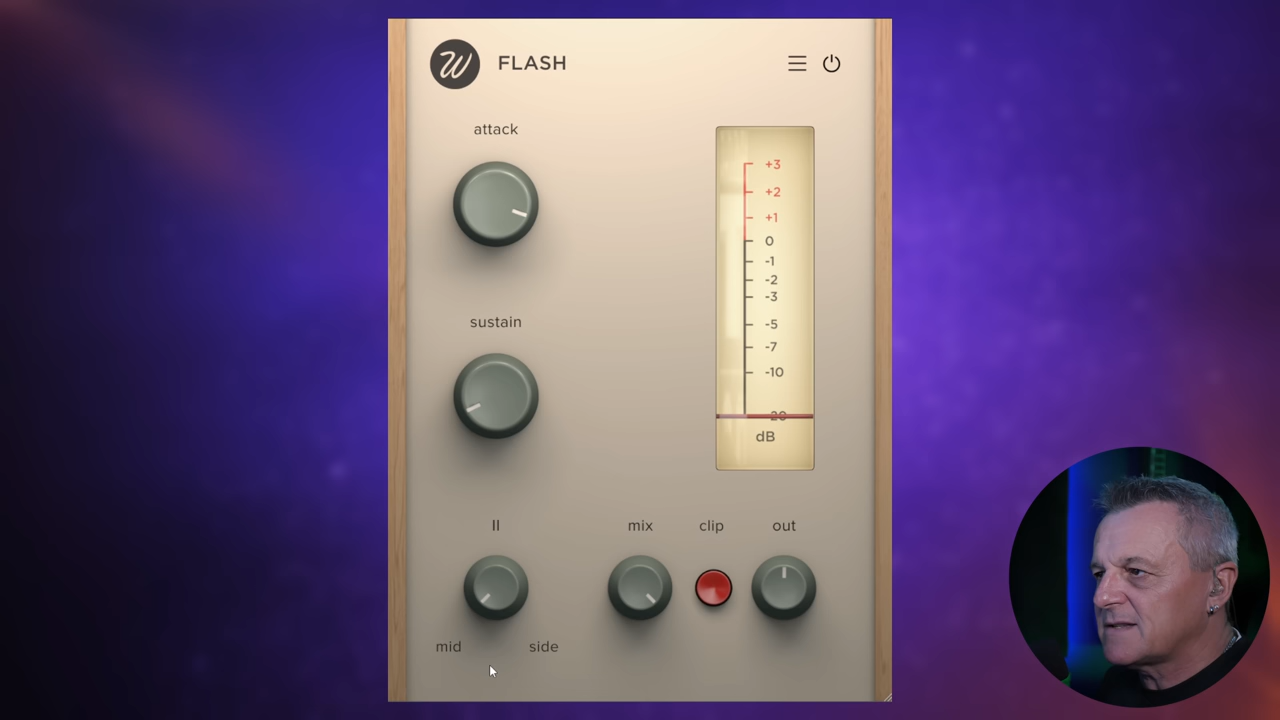 W FLASH
attack
+3
+2
+1
0
-1
-2
-3
sustain
-5
-7
-10
-20
dB
II mix clip out
mid side